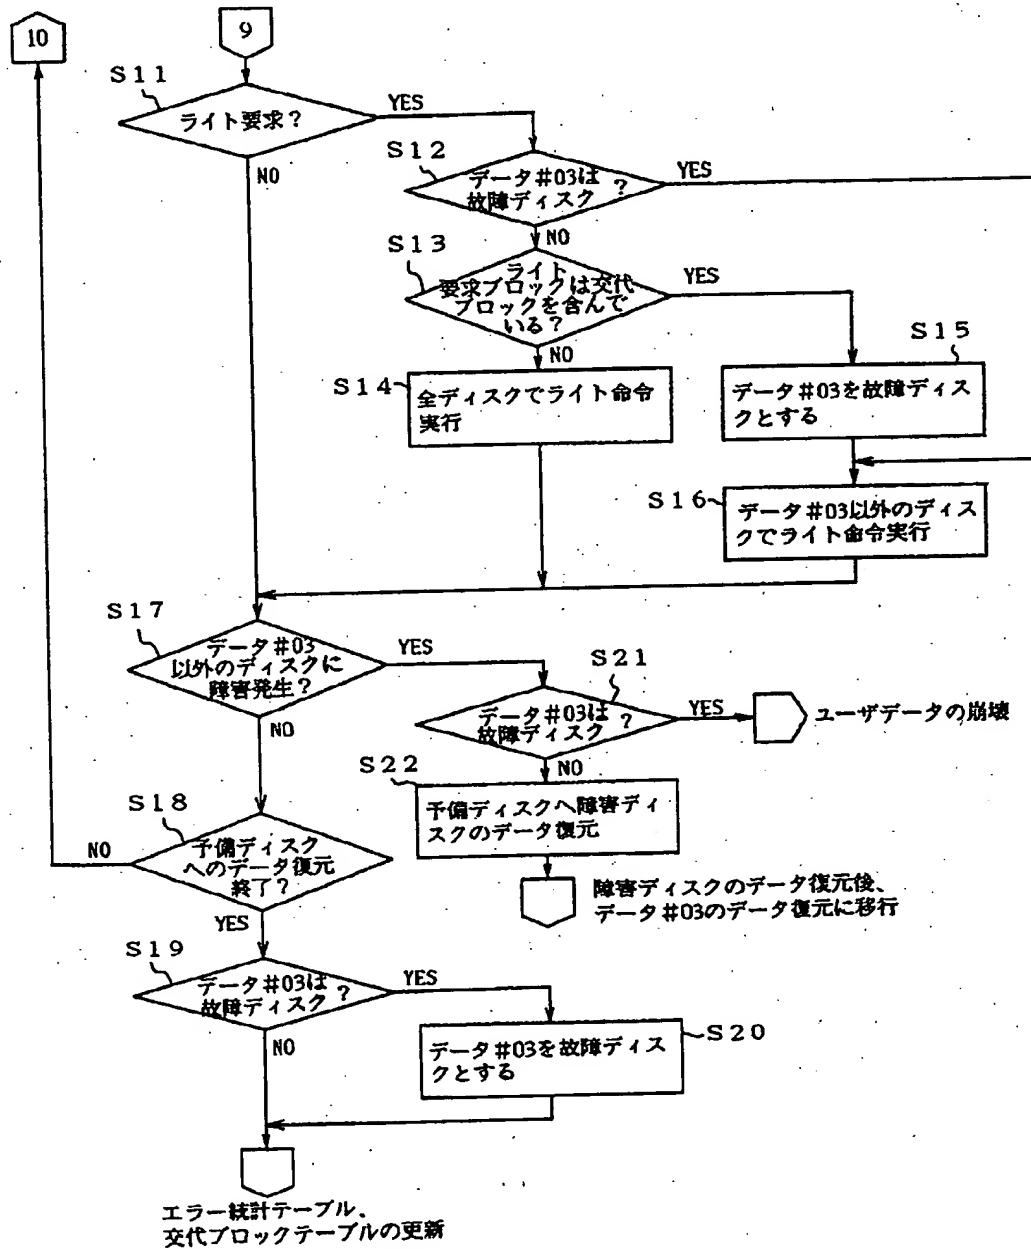 10
9
S11
ライト要求？
YES
NO
S12
データ＃03は
故障ディスク
？
YES
NO
S13
ライト
要求ブロックは交代
ブロックを含んで
いる？
YES
NO
S14
全ディスクでライト命令
実行
S15
データ＃03を故障ディス
クとする
S16
データ＃03以外のディス
クでライト命令実行
S17
データ＃03
以外のディスクに
障害発生？
YES
NO
S21
データ＃03は
故障ディスク
？
YES
ユーザデータの崩壊
NO
S22
予備ディスクへ障害ディ
スクのデータ復元
障害ディスクのデータ復元後、
データ＃03のデータ復元に移行
S18
予備ディスク
へのデータ復元
終了？
NO
YES
S19
データ＃03は
故障ディスク
？
YES
NO
S20
データ＃03を故障ディス
クとする
エラー統計テーブル、
交代ブロックテーブルの更新